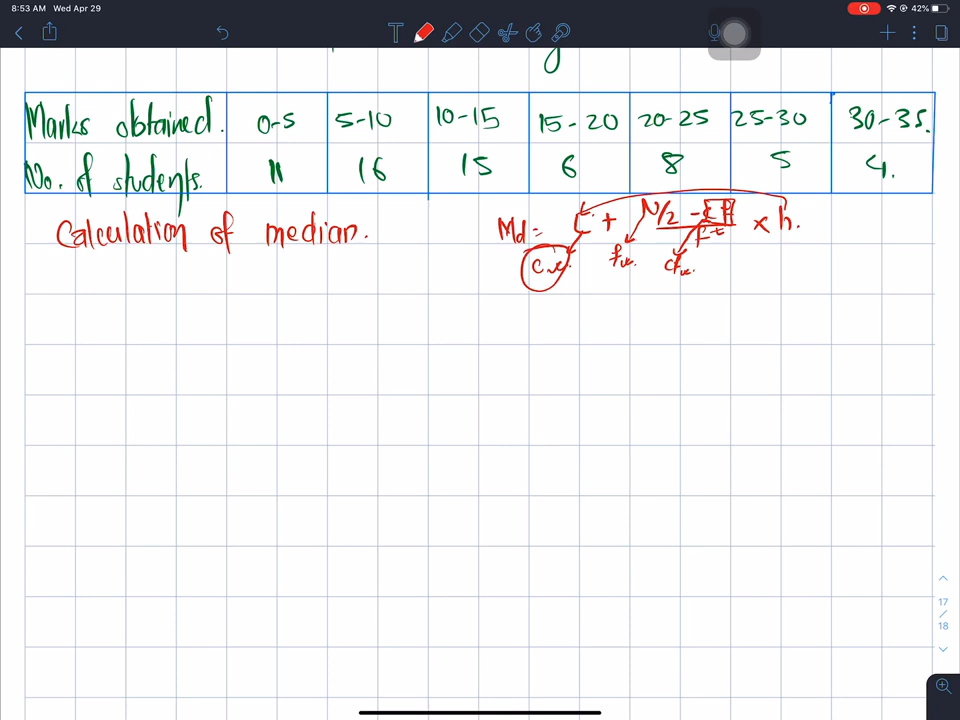 8:53 AM Wed Apr 29
42%
Marks obtained. 0-5 5-10 10-15 15-20 20-25 25-30 30-35.
No. of students. 11 16 15 6 8 5 4.
Calculation of median.
Md = L + N/2 - cf × h.
f
17
/
18